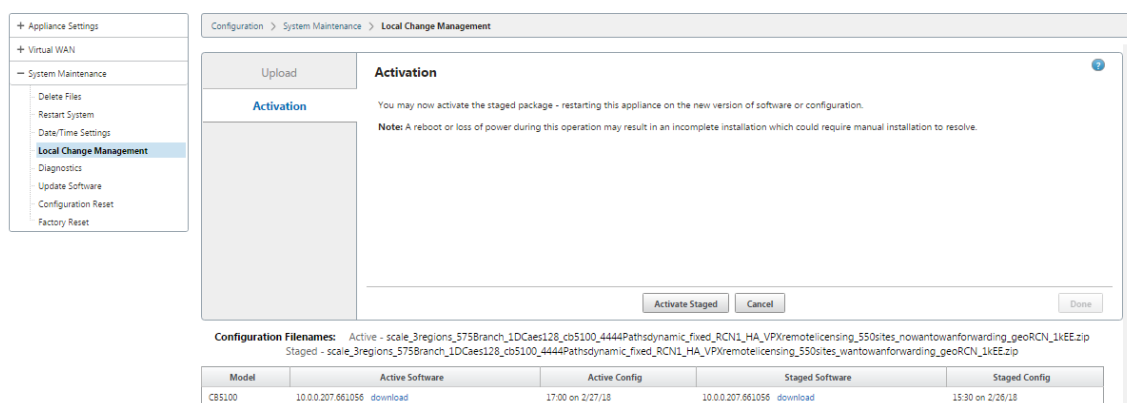 + Appliance Settings
+ Virtual WAN
− System Maintenance
Delete Files
Restart System
Date/Time Settings
Local Change Management
Diagnostics
Update Software
Configuration Reset
Factory Reset
Configuration > System Maintenance > Local Change Management
Upload
Activation
Activation
?
You may now activate the staged package - restarting this appliance on the new version of software or configuration.
Note: A reboot or loss of power during this operation may result in an incomplete installation which could require manual installation to resolve.
Activate Staged Cancel Done
Configuration Filenames: Active - scale_3regions_575Branch_1DCaes128_cb5100_4444Pathsdynamic_fixed_RCN1_HA_VPXremotelicensing_550sites_nowantowanforwarding_geoRCN_1kEE.zip
Staged - scale_3regions_575Branch_1DCaes128_cb5100_4444Pathsdynamic_fixed_RCN1_HA_VPXremotelicensing_550sites_wantowanforwarding_geoRCN_1kEE.zip
Model Active Software Active Config Staged Software Staged Config
CB5100 10.0.0.207.661056 download 17:00 on 2/27/18 10.0.0.207.661056 download 15:30 on 2/26/18